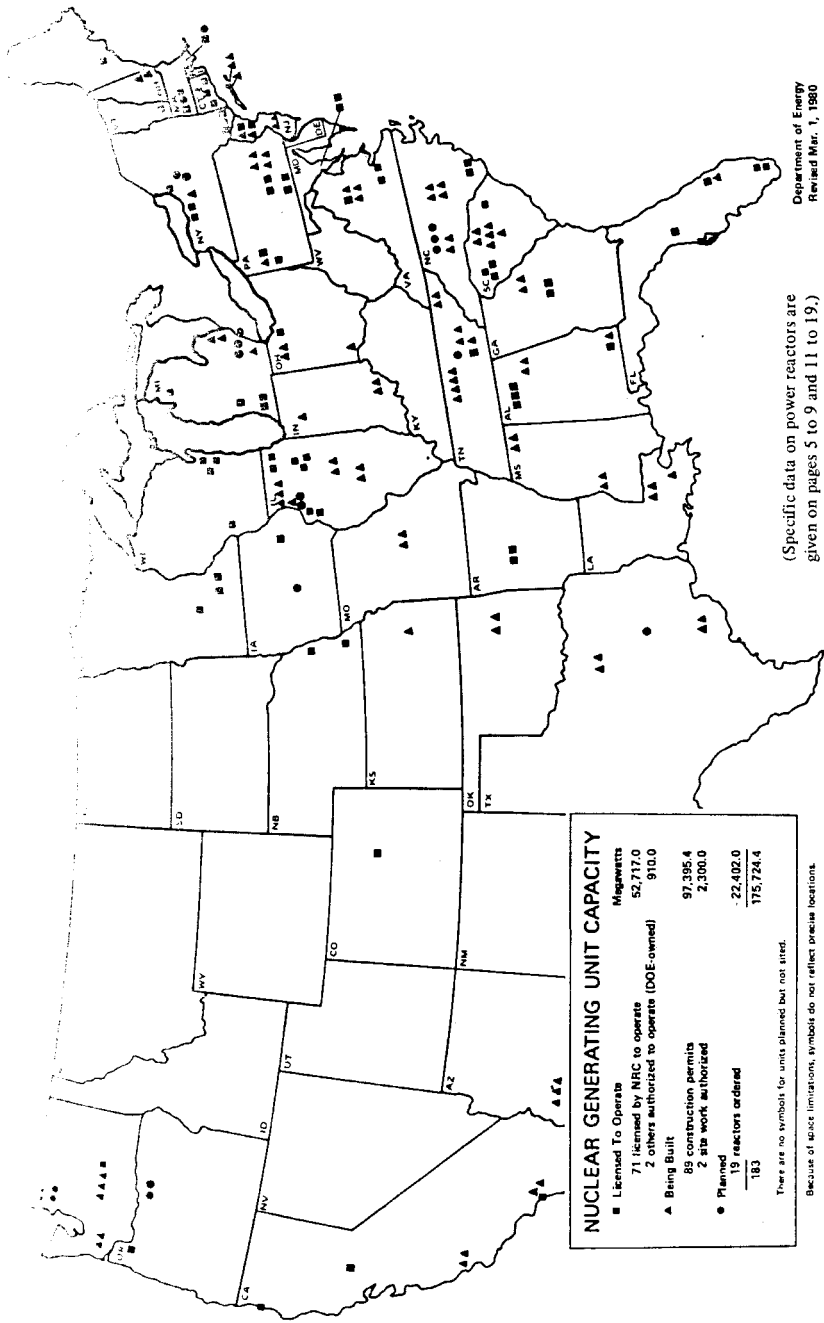 NUCLEAR GENERATING UNIT CAPACITY
Megawatts
■ Licensed To Operate
71 licensed by NRC to operate 52,717.0
2 others authorized to operate (DOE-owned) 910.0
▲ Being Built
89 construction permits 97,395.4
2 site work authorized 2,300.0
● Planned
19 reactors ordered 22,402.0
183 175,724.4
There are no symbols for units planned but not sited.
Because of space limitations, symbols do not reflect precise locations.
(Specific data on power reactors are
given on pages 5 to 9 and 11 to 19.)
Department of Energy
Revised Mar. 1, 1980
OR
CA
NV
ID
UT
AZ
WY
CO
NM
NB
KS
OK
TX
IA
MO
AR
LA
WI
MI
IN
OH
KY
TN
MS
AL
GA
FL
SC
NC
VA
WV
PA
NY
NJ
DE
MD